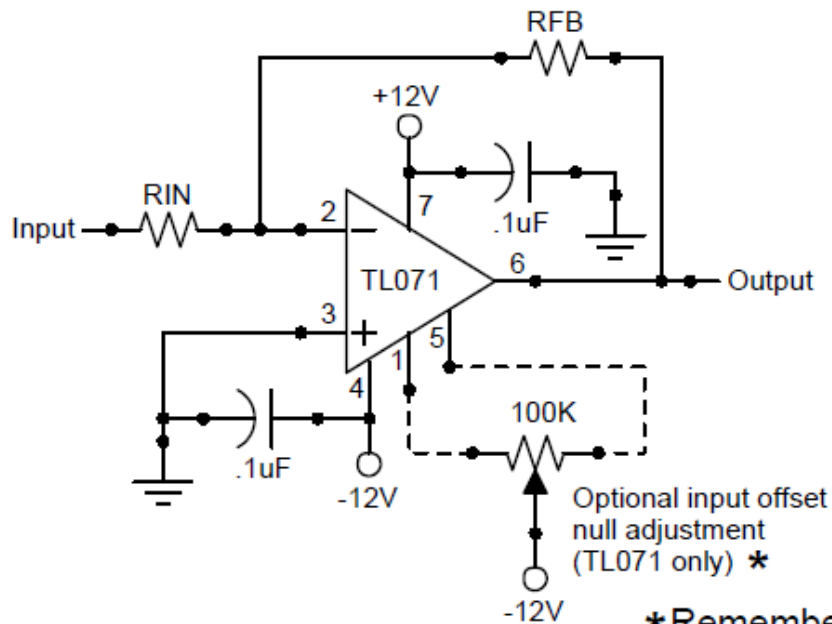 RFB
+12V
RIN
Input
2
7
.1uF
6
TL071
Output
3
1
5
4
100K
.1uF
-12V
Optional input offset
null adjustment
(TL071 only) *
-12V
*Remembe